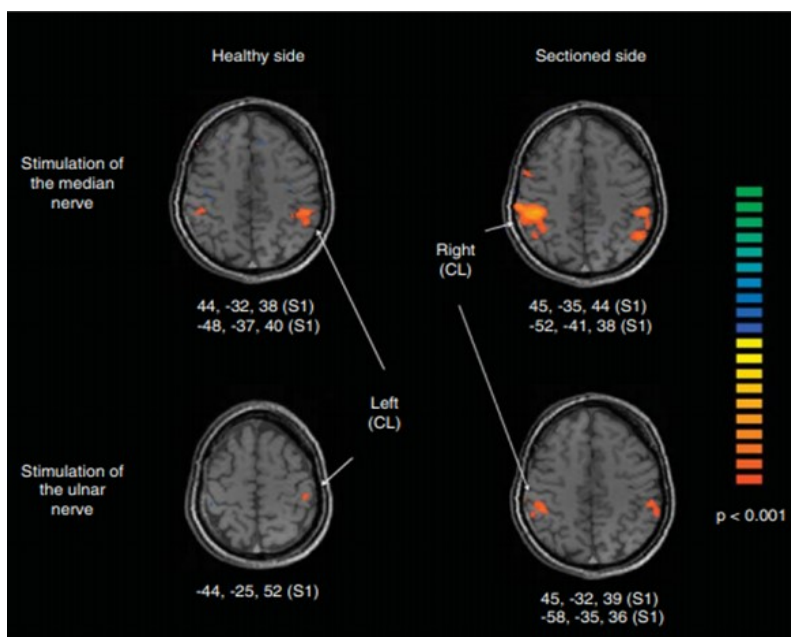 Healthy side
Sectioned side
Stimulation of
the median
nerve
Right
(CL)
44, -32, 38 (S1)
-48, -37, 40 (S1)
45, -35, 44 (S1)
-52, -41, 38 (S1)
Left
(CL)
Stimulation of
the ulnar
nerve
p < 0.001
-44, -25, 52 (S1)
45, -32, 39 (S1)
-58, -35, 36 (S1)